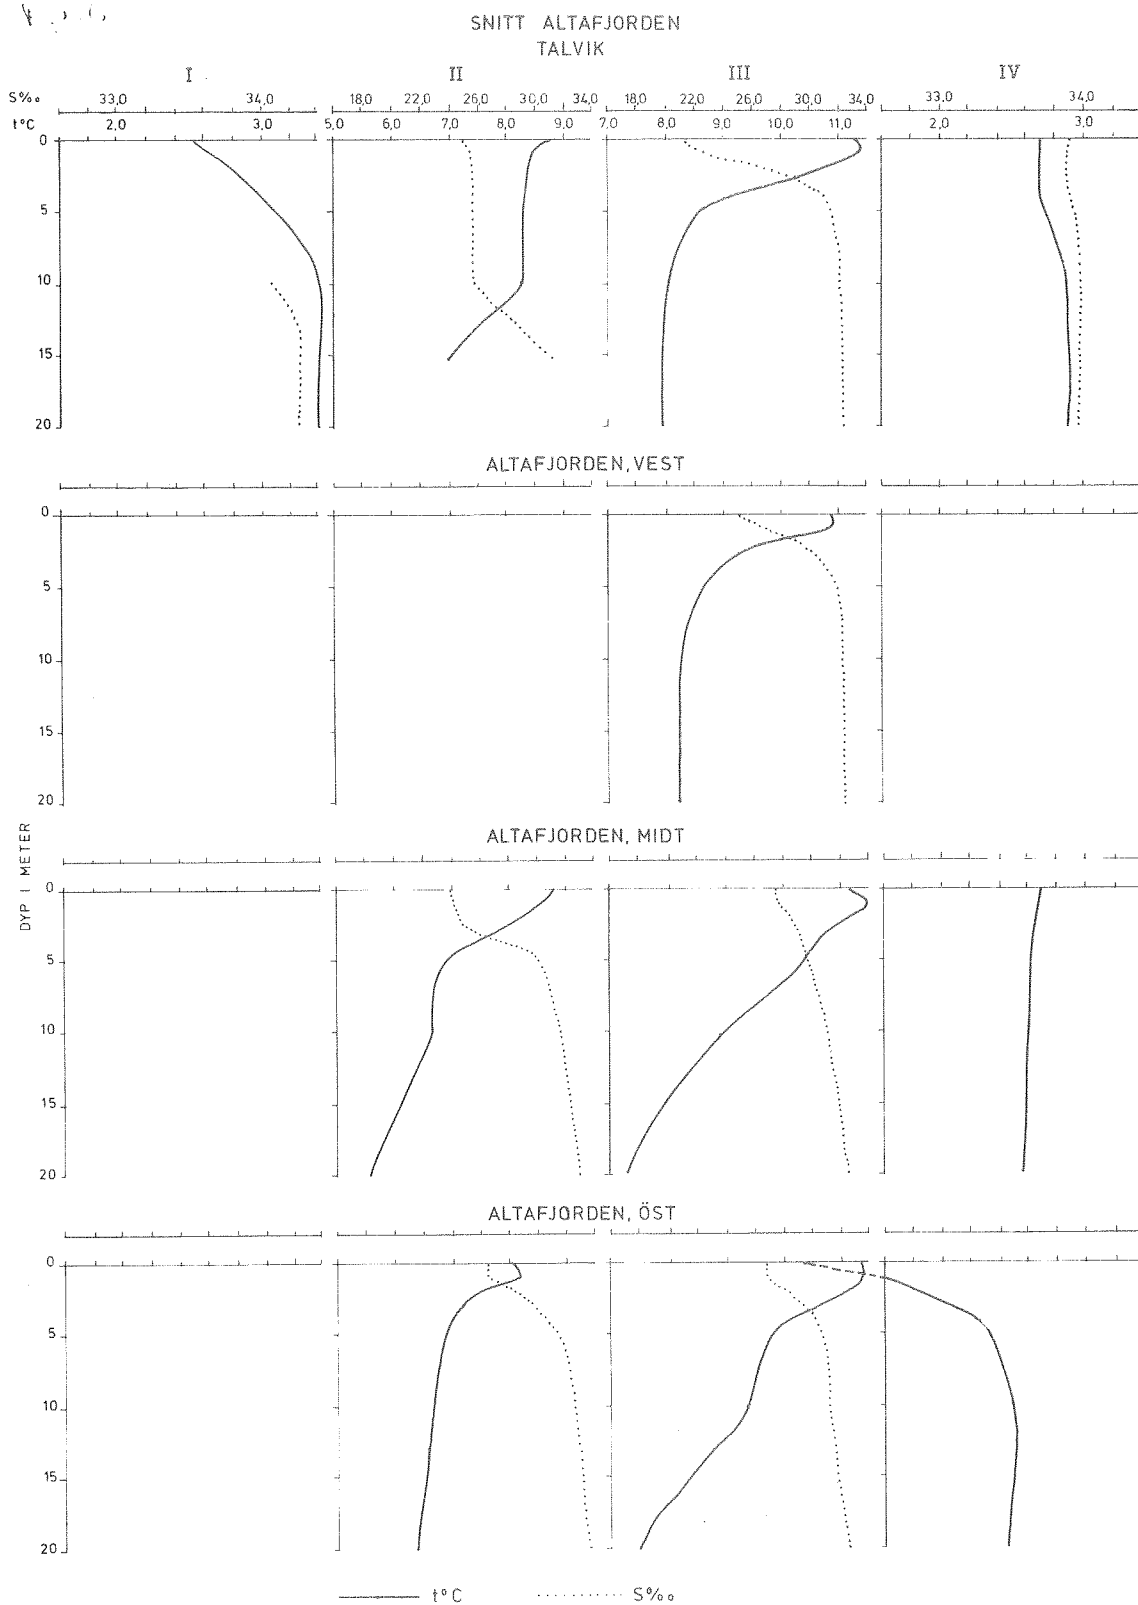 SNITT ALTAFJORDEN
TALVIK
I II III IV
S‰ 33,0 34,0 18,0 22,0 26,0 30,0 34,0 18,0 22,0 26,0 30,0 34,0 33,0 34,0
t°C 2,0 3,0 5,0 6,0 7,0 8,0 9,0 7,0 8,0 9,0 10,0 11,0 2,0 3,0
0
5
10
15
20
ALTAFJORDEN, VEST
0
5
10
15
20
ALTAFJORDEN, MIDT
DYP I METER
0
5
10
15
20
ALTAFJORDEN, ÖST
0
5
10
15
20
t°C S‰